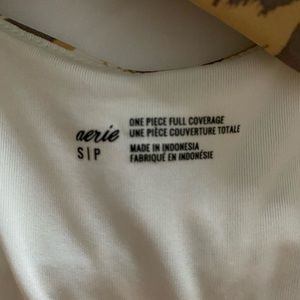 aerie
S|P
ONE PIECE FULL COVERAGE
UNE PIÈCE COUVERTURE TOTALE
MADE IN INDONESIA
FABRIQUÉ EN INDONÉSIE